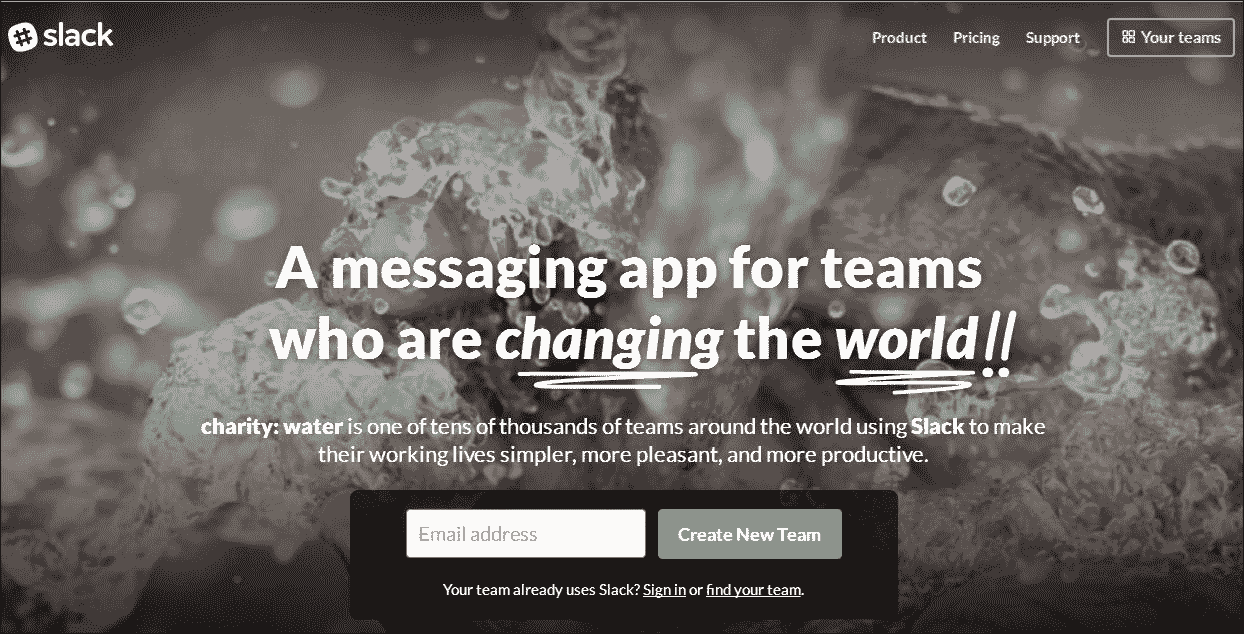 slack
Product Pricing Support Your teams
A messaging app for teams
who are changing the world!!
charity: water is one of tens of thousands of teams around the world using Slack to make
their working lives simpler, more pleasant, and more productive.
Email address Create New Team
Your team already uses Slack? Sign in or find your team.